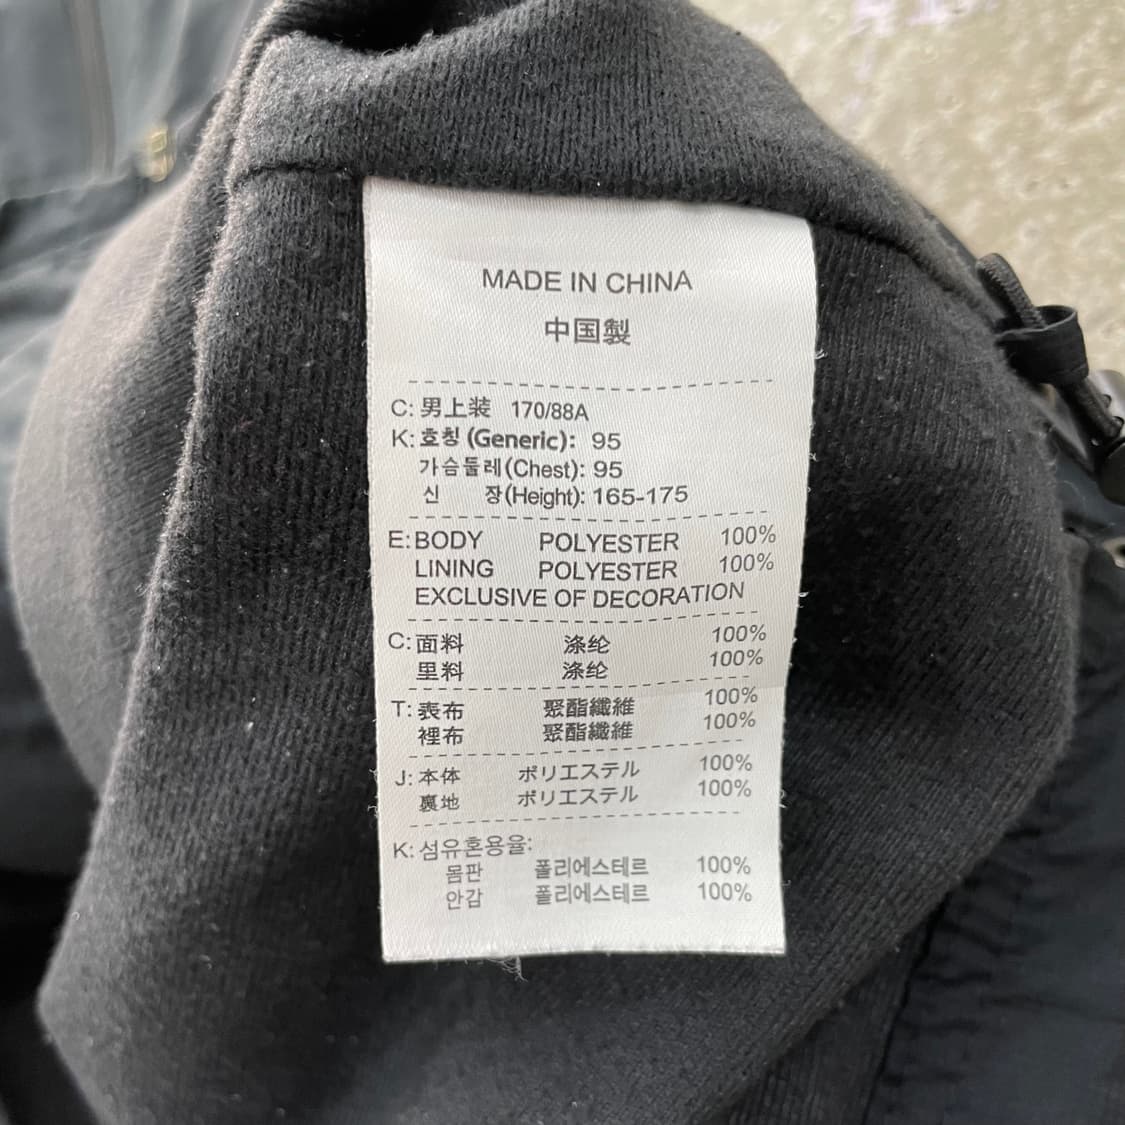 MADE IN CHINA
中国製
C: 男上装 170/88A
K: 호칭 (Generic): 95
가슴둘레(Chest): 95
신 장(Height): 165-175
E: BODY POLYESTER 100%
LINING POLYESTER 100%
EXCLUSIVE OF DECORATION
C: 面料 涤纶 100%
里料 涤纶 100%
T: 表布 聚酯纖維 100%
裡布 聚酯纖維 100%
J: 本体 ポリエステル 100%
裏地 ポリエステル 100%
K: 섬유혼용율:
몸판 폴리에스테르 100%
안감 폴리에스테르 100%